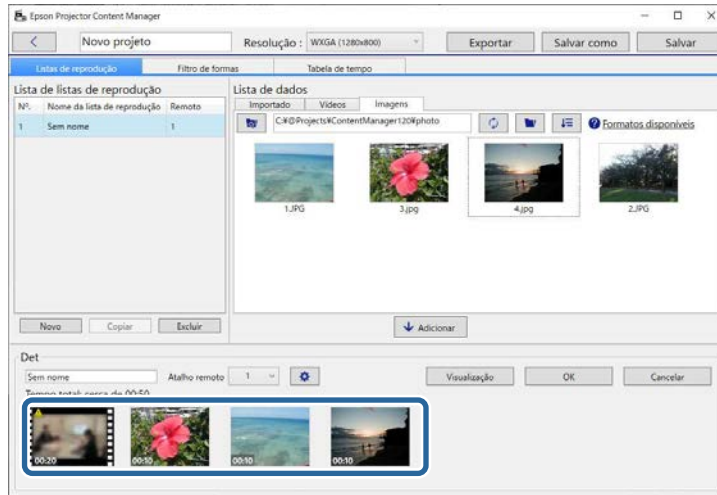 Epson Projector Content Manager
Novo projeto Resolução : WXGA (1280x800) Exportar Salvar como Salvar
Listas de reprodução Filtro de formas Tabela de tempo
Lista de listas de reprodução Lista de dados
Nº. Nome da lista de reprodução Remoto Importado Vídeos Imagens
1 Sem nome 1 C:¥@Projects¥ContentManager120¥photo Formatos disponíveis
1.JPG 3.jpg 4.jpg 2.JPG
Novo Copiar Excluir Adicionar
Det
Sem nome Atalho remoto 1 Visualização OK Cancelar
Tempo total: cerca de 00:50
00:20 00:10 00:10 00:10